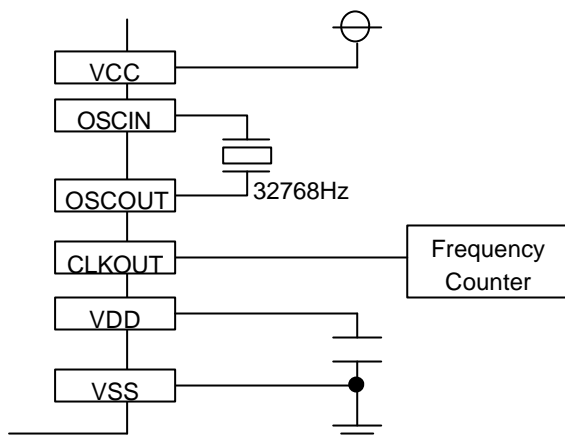 VCC
OSCIN
OSCOUT
32768Hz
CLKOUT
Frequency
Counter
VDD
VSS